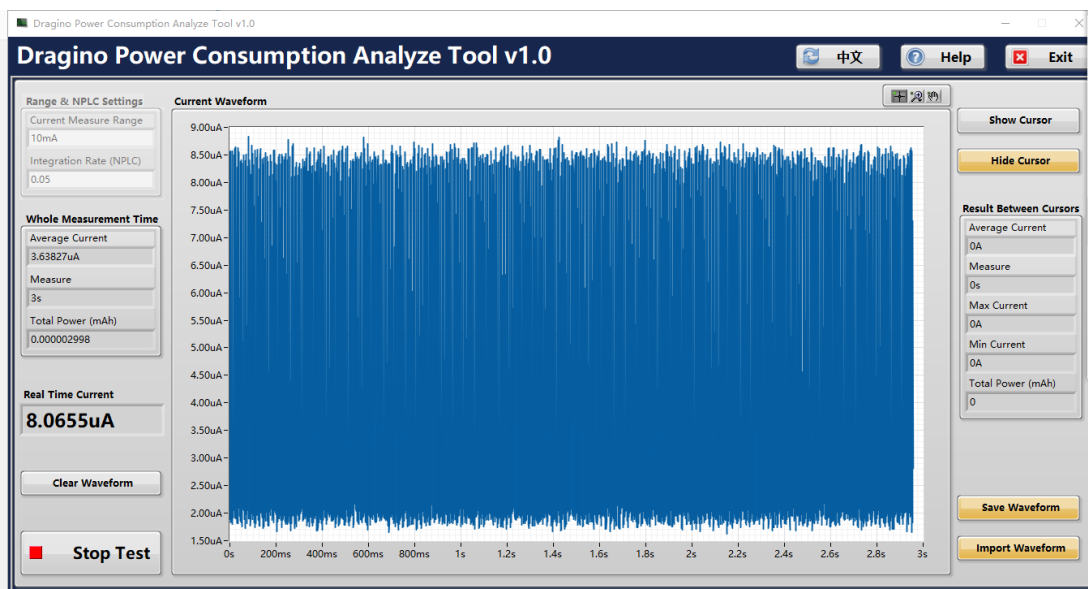 Dragino Power Consumption Analyze Tool v1.0
Dragino Power Consumption Analyze Tool v1.0
中文
Help
Exit
Range & NPLC Settings
Current Measure Range
10mA
Integration Rate (NPLC)
0.05
Whole Measurement Time
Average Current
3.63827uA
Measure
3s
Total Power (mAh)
0.000002998
Real Time Current
8.0655uA
Clear Waveform
Stop Test
Current Waveform
9.00uA
8.50uA
8.00uA
7.50uA
7.00uA
6.50uA
6.00uA
5.50uA
5.00uA
4.50uA
4.00uA
3.50uA
3.00uA
2.50uA
2.00uA
1.50uA
0s 200ms 400ms 600ms 800ms 1s 1.2s 1.4s 1.6s 1.8s 2s 2.2s 2.4s 2.6s 2.8s 3s
Show Cursor
Hide Cursor
Result Between Cursors
Average Current
0A
Measure
0s
Max Current
0A
Min Current
0A
Total Power (mAh)
0
Save Waveform
Import Waveform